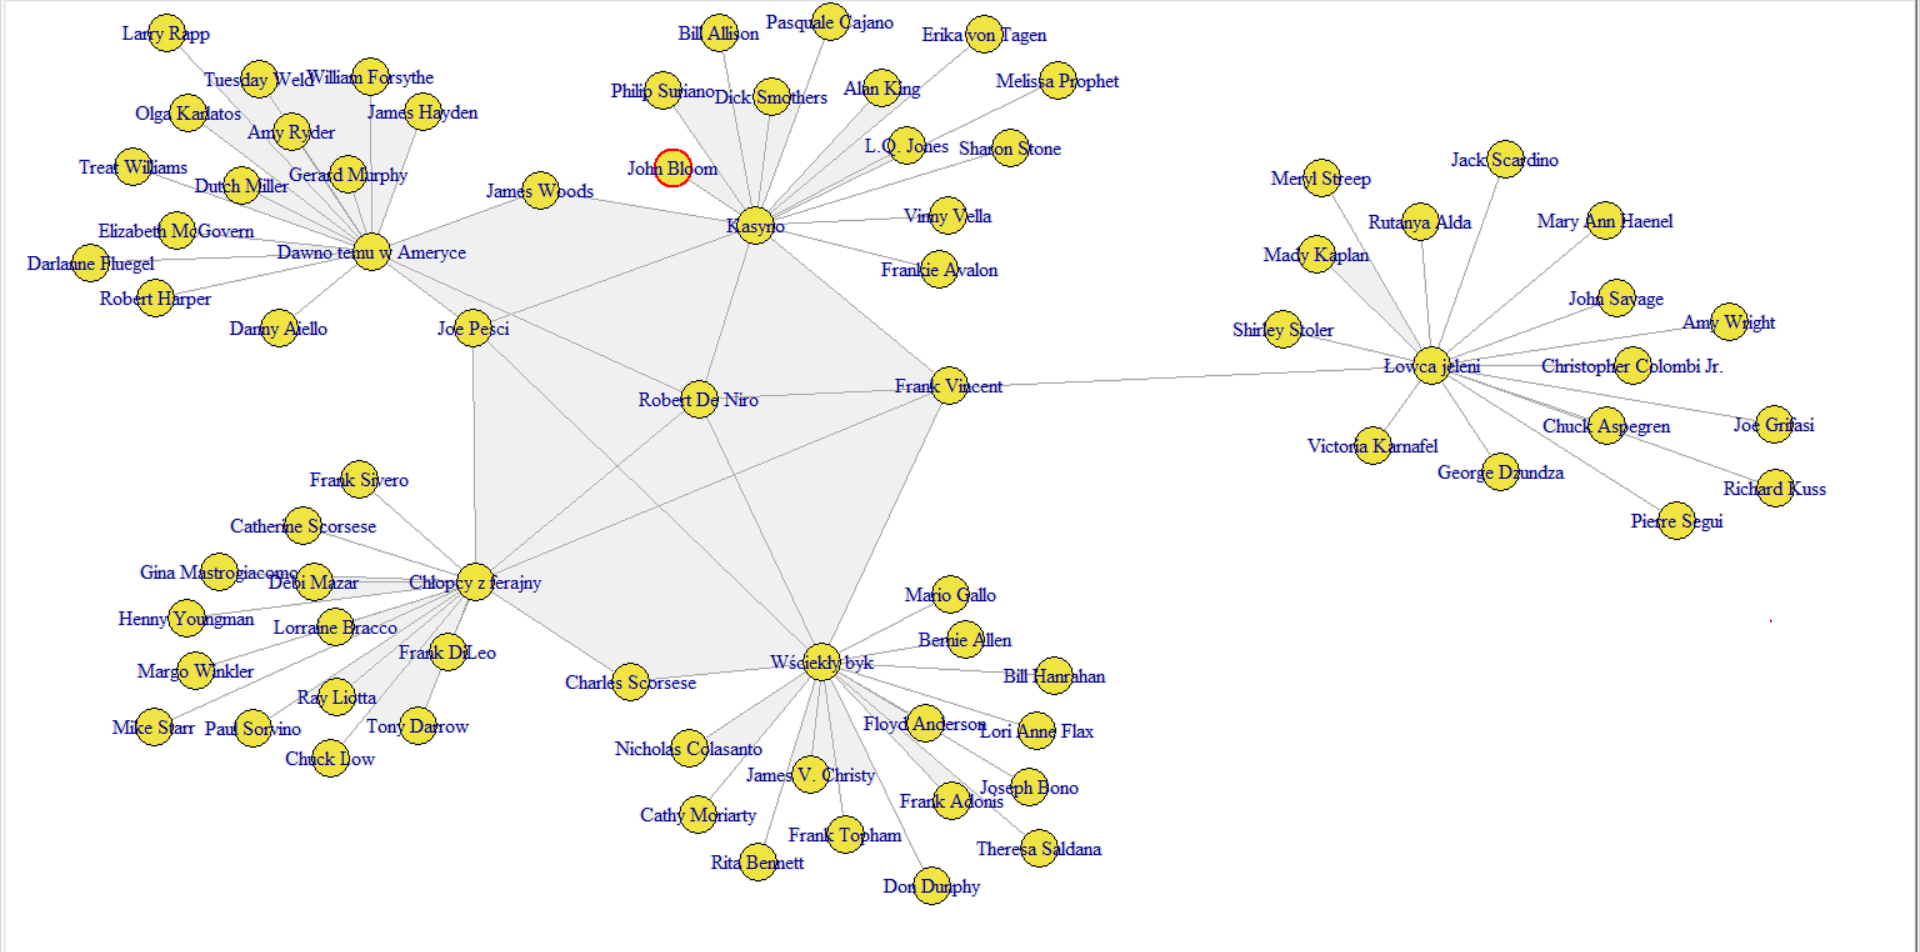 Larry Rapp
Tuesday Weld
William Forsythe
Olga Karlatos
James Hayden
Amy Ryder
Treat Williams
Dutch Miller
Gerard Murphy
James Woods
Elizabeth McGovern
Dawno temu w Ameryce
Darlanne Fluegel
Robert Harper
Danny Aiello
Joe Pesci
Bill Allison
Pasquale Cajano
Erika von Tagen
Philip Suriano
Dick Smothers
Alan King
Melissa Prophet
John Bloom
L.Q. Jones
Sharon Stone
Kasyno
Vinny Vella
Frankie Avalon
Robert De Niro
Frank Vincent
Jack Scardino
Meryl Streep
Rutanya Alda
Mary Ann Haenel
Mady Kaplan
John Savage
Shirley Stoler
Amy Wright
Łowca jeleni
Christopher Colombi Jr.
Chuck Aspegren
Joe Grifasi
Victoria Karnafel
George Dzundza
Richard Kuss
Pierre Segui
Frank Sivero
Catherine Scorsese
Gina Mastrogiacomo
Debi Mazar
Chłopcy z ferajny
Henny Youngman
Lorraine Bracco
Frank DiLeo
Margo Winkler
Ray Liotta
Mike Starr
Paul Sorvino
Tony Darrow
Chuck Low
Charles Scorsese
Wściekły byk
Mario Gallo
Bernie Allen
Bill Hanrahan
Floyd Anderson
Lori Anne Flax
Nicholas Colasanto
James V. Christy
Joseph Bono
Frank Adonis
Cathy Moriarty
Frank Topham
Theresa Saldana
Rita Bennett
Don Dunphy